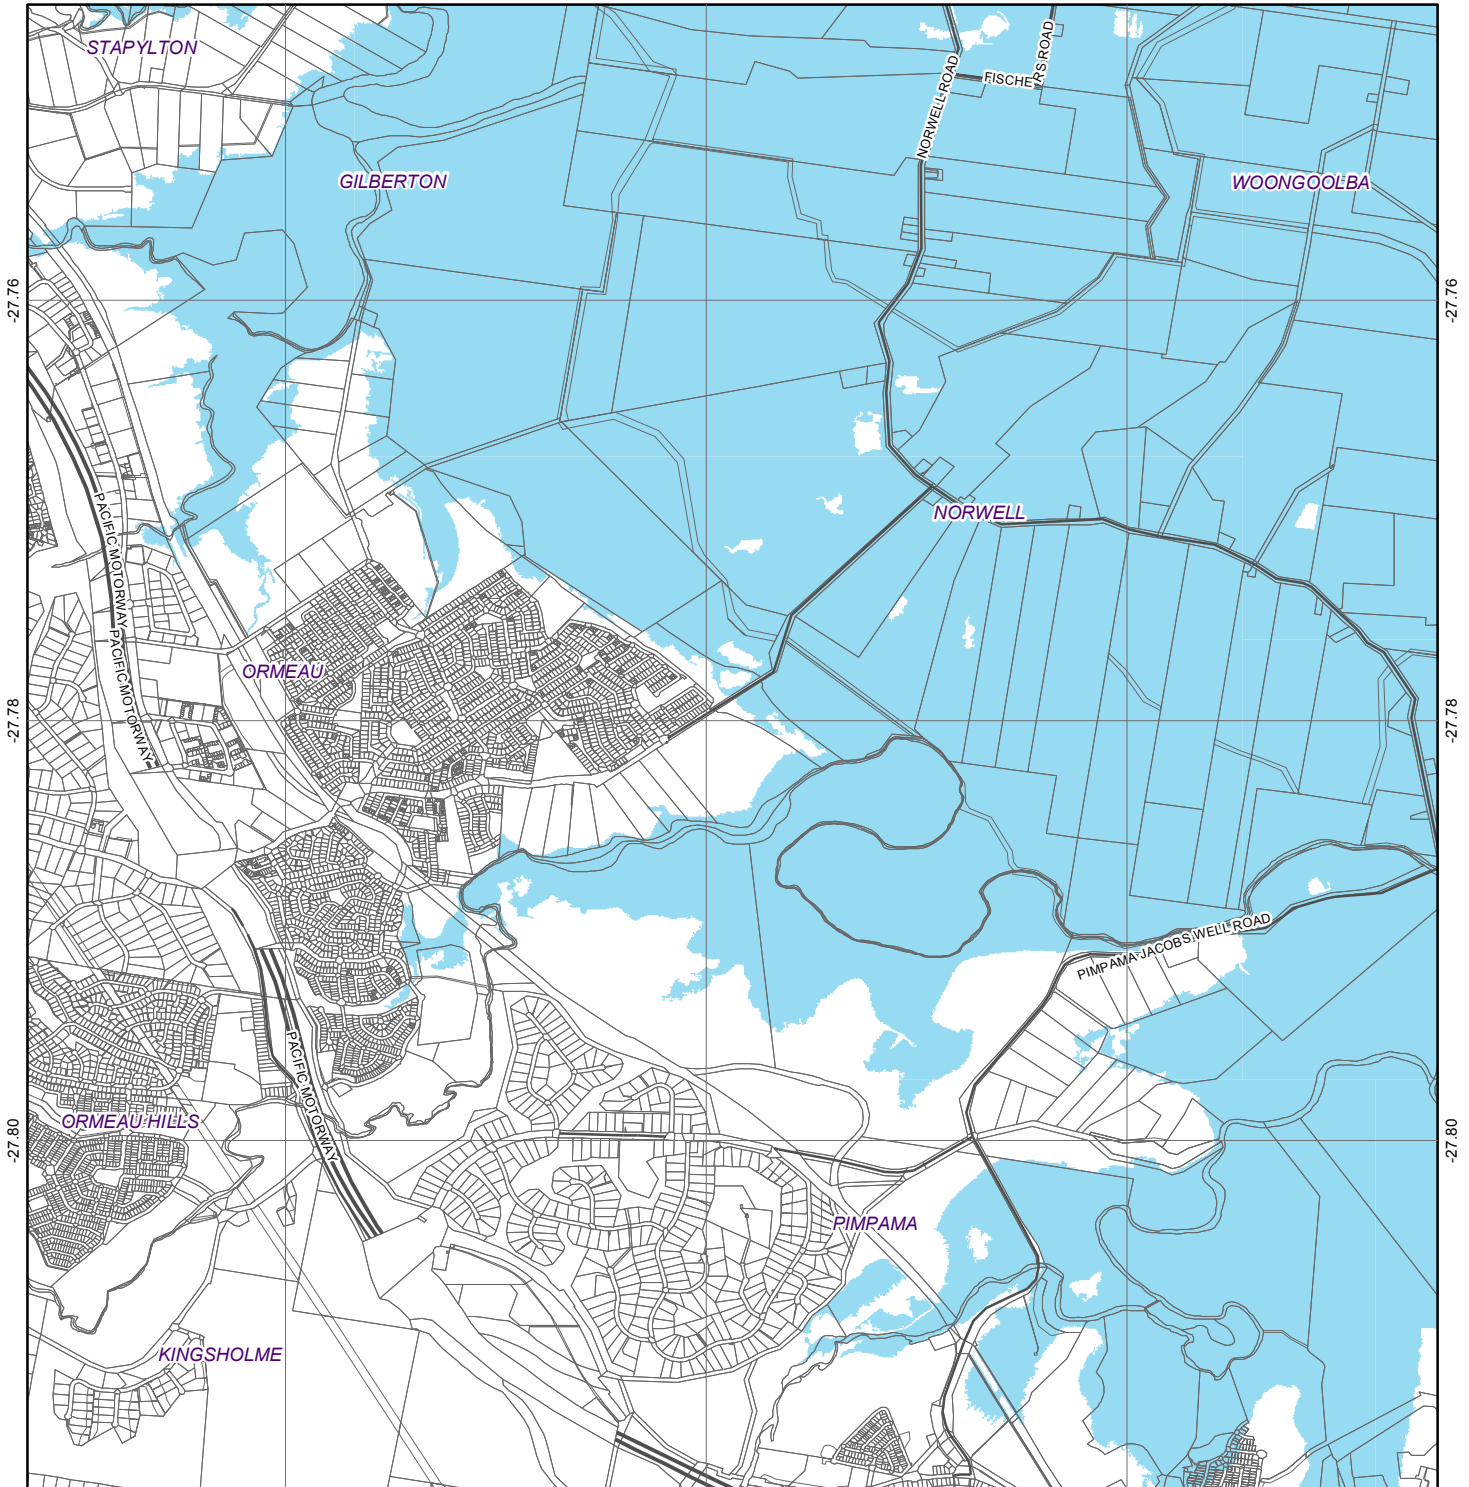 STAPYLTON
NORWELL ROAD
FISCHERS ROAD
GILBERTON
WOONGOOLBA
-27.76
-27.76
PACIFIC MOTORWAY
NORWELL
PACIFIC MOTORWAY
ORMEAU
-27.78
-27.78
PIMPAMA JACOBS WELL ROAD
PACIFIC MOTORWAY
ORMEAU HILLS
-27.80
-27.80
PIMPAMA
KINGSHOLME